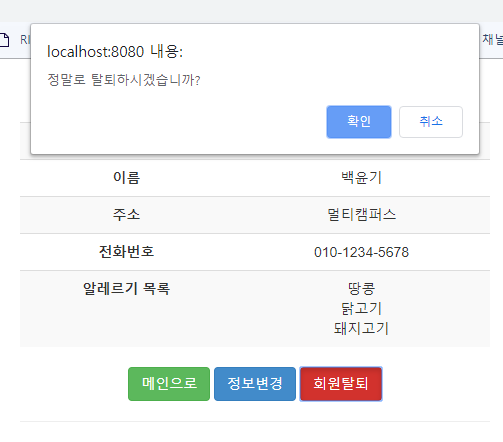 localhost:8080 내용:
정말로 탈퇴하시겠습니까?
확인 취소
채널
이름 백윤기
주소 멀티캠퍼스
전화번호 010-1234-5678
알레르기 목록 땅콩
닭고기
돼지고기
메인으로 정보변경 회원탈퇴